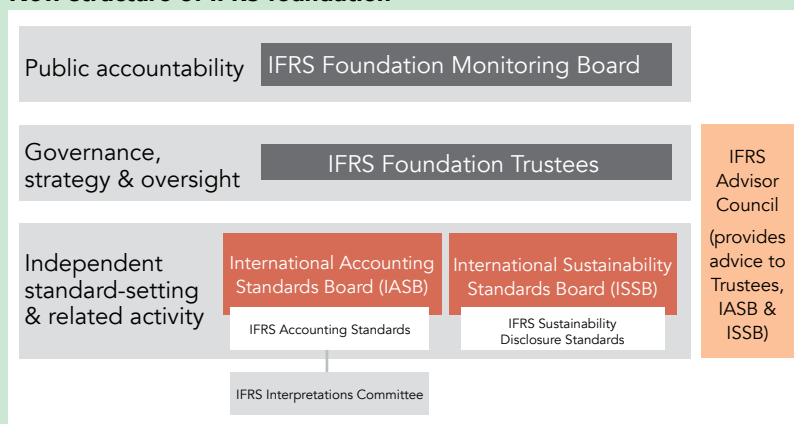 Public accountability
IFRS Foundation Monitoring Board
Governance,
strategy & oversight
IFRS Foundation Trustees
Independent
standard-setting
& related activity
International Accounting
Standards Board (IASB)
IFRS Accounting Standards
International Sustainability
Standards Board (ISSB)
IFRS Sustainability
Disclosure Standards
IFRS Interpretations Committee
IFRS
Advisor
Council
(provides
advice to
Trustees,
IASB &
ISSB)